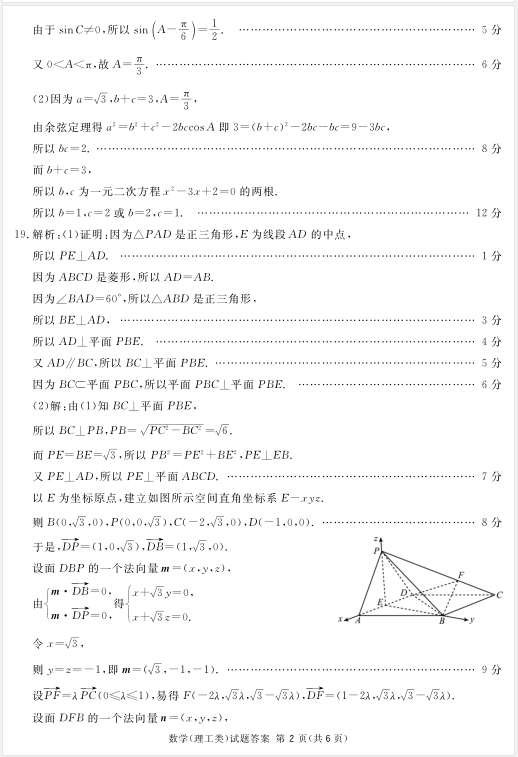 由于 sin C≠0,所以 sin(A−π/6)=1/2. …… 5 分
又 0<A<π,故 A=π/3. …… 6 分
(2)因为 a=√3,b+c=3,A=π/3,
由余弦定理得 a²=b²+c²−2bccos A 即 3=(b+c)²−2bc−bc=9−3bc,
所以 bc=2. …… 8 分
而 b+c=3,
所以 b,c 为一元二次方程 x²−3x+2=0 的两根.
所以 b=1,c=2 或 b=2,c=1. …… 12 分
19. 解析:(1)证明:因为△PAD 是正三角形,E 为线段 AD 的中点,
所以 PE⊥AD. …… 1 分
因为 ABCD 是菱形,所以 AD=AB.
因为∠BAD=60°,所以△ABD 是正三角形,
所以 BE⊥AD, …… 3 分
所以 AD⊥平面 PBE. …… 4 分
又 AD∥BC,所以 BC⊥平面 PBE. …… 5 分
因为 BC⊂平面 PBC,所以平面 PBC⊥平面 PBE. …… 6 分
(2)解:由(1)知 BC⊥平面 PBE,
所以 BC⊥PB,PB=√(PC²−BC²)=√6.
而 PE=BE=√3,所以 PB²=PE²+BE²,PE⊥EB.
又 PE⊥AD,所以 PE⊥平面 ABCD. …… 7 分
以 E 为坐标原点,建立如图所示空间直角坐标系 E−xyz.
则 B(0,√3,0),P(0,0,√3),C(−2,√3,0),D(−1,0,0). …… 8 分
于是,DP→=(1,0,√3),DB→=(1,√3,0).
设面 DBP 的一个法向量 m=(x,y,z),
由{m·DB→=0, m·DP→=0, 得{x+√3y=0, x+√3z=0.
令 x=√3,
则 y=z=−1,即 m=(√3,−1,−1). …… 9 分
设PF→=λPC→(0≤λ≤1),易得 F(−2λ,√3λ,√3−√3λ),DF→=(1−2λ,√3λ,√3−√3λ).
设面 DFB 的一个法向量 n=(x,y,z),
z
P
F
D
C
E
x
A
B
y
数学(理工类)试题答案 第 2 页(共 6 页)